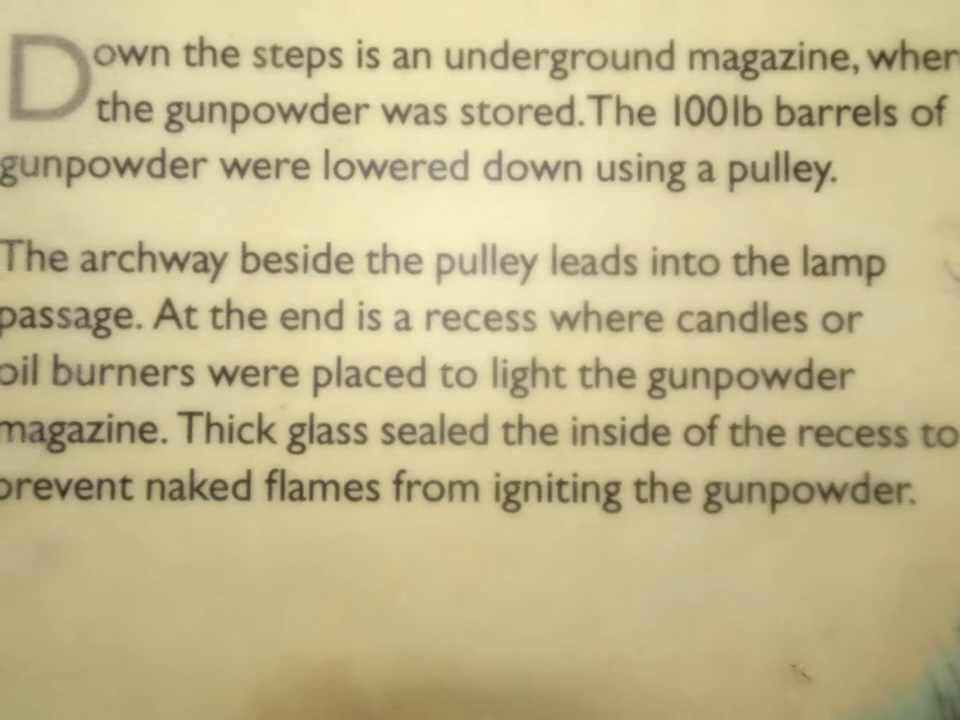 Down the steps is an underground magazine, wher
the gunpowder was stored. The 100lb barrels of
gunpowder were lowered down using a pulley.
The archway beside the pulley leads into the lamp
passage. At the end is a recess where candles or
oil burners were placed to light the gunpowder
magazine. Thick glass sealed the inside of the recess to
prevent naked flames from igniting the gunpowder.